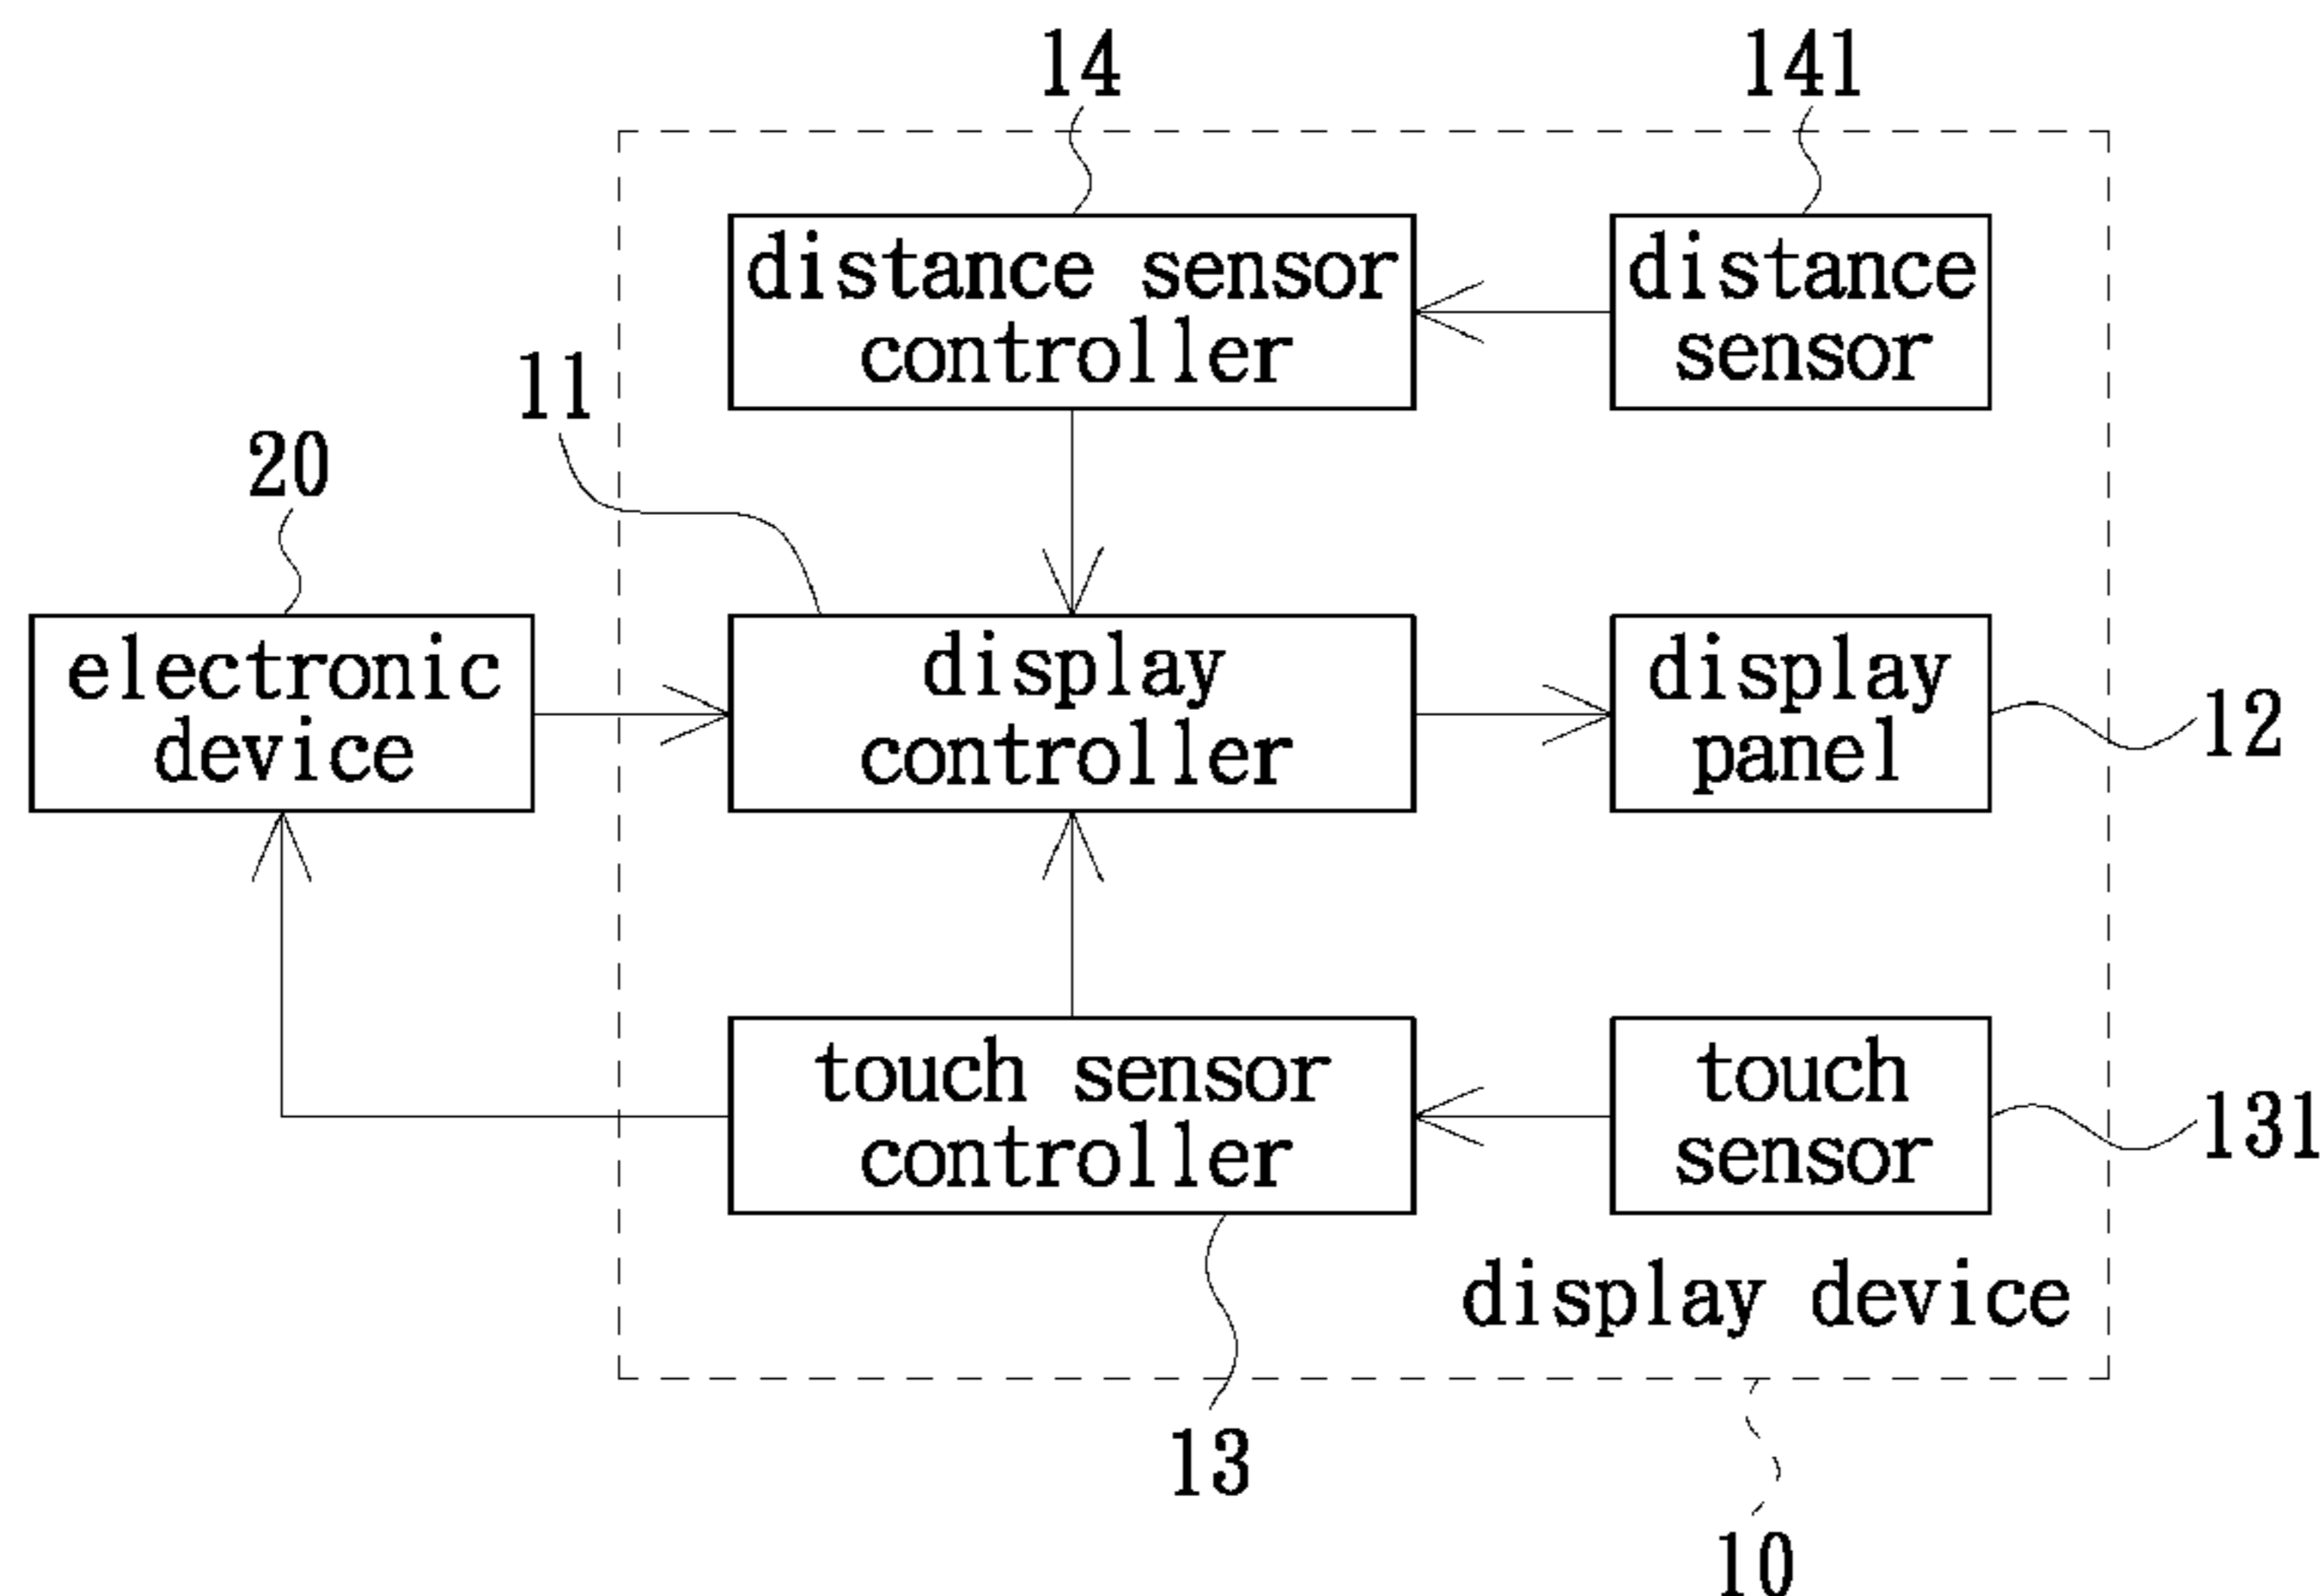 14
141
distance sensor
controller
distance
sensor
11
20
electronic
device
display
controller
display
panel
12
touch sensor
controller
touch
sensor
131
display device
13
10